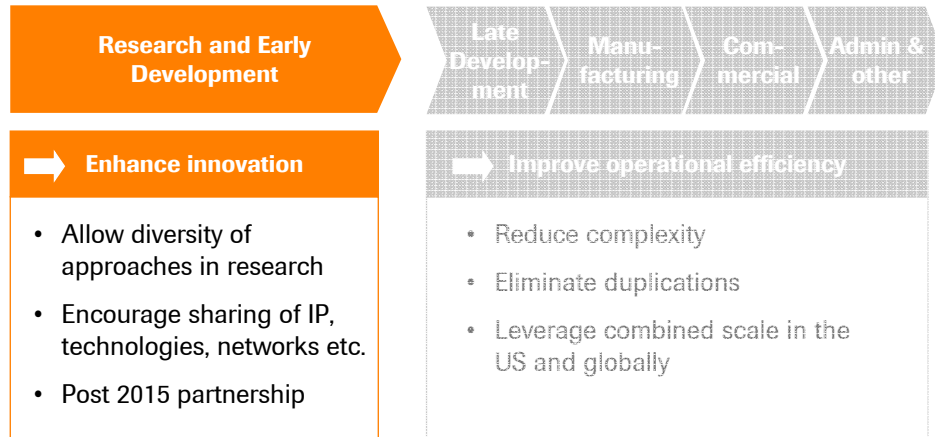 Research and Early
Development
Late
Develop-
ment
Manu-
facturing
Com-
mercial
Admin &
other
Enhance innovation
• Allow diversity of
approaches in research
• Encourage sharing of IP,
technologies, networks etc.
• Post 2015 partnership
Improve operational efficiency
• Reduce complexity
• Eliminate duplications
• Leverage combined scale in the
US and globally